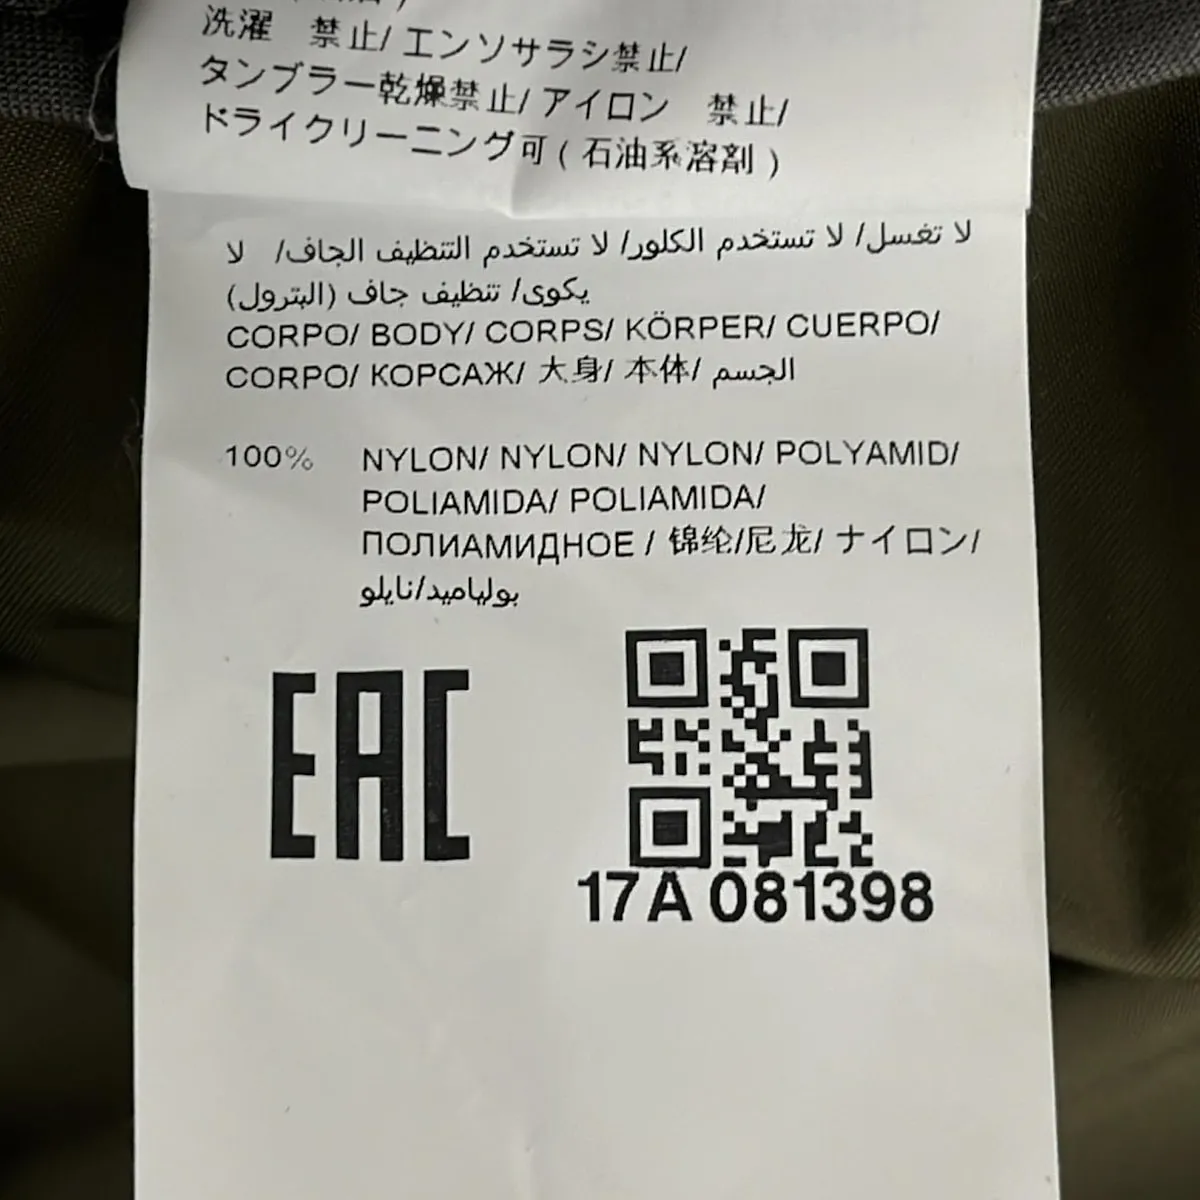 洗濯 禁止/ エンソサラシ禁止/
タンブラー乾燥禁止/ アイロン 禁止/
ドライクリーニング可 ( 石油系溶剤 )
لا تغسل/ لا تستخدم الكلور/ لا تستخدم التنظيف الجاف/ لا
يكوى/ تنظيف جاف (البترول)
CORPO/ BODY/ CORPS/ KÖRPER/ CUERPO/
CORPO/ КОРСАЖ/ 大身/ 本体/ الجسم
100% NYLON/ NYLON/ NYLON/ POLYAMID/
POLIAMIDA/ POLIAMIDA/
ПОЛИАМИДНОЕ / 锦纶/尼龙/ ナイロン/
بولياميد/نايلو
EAC
17A 081398